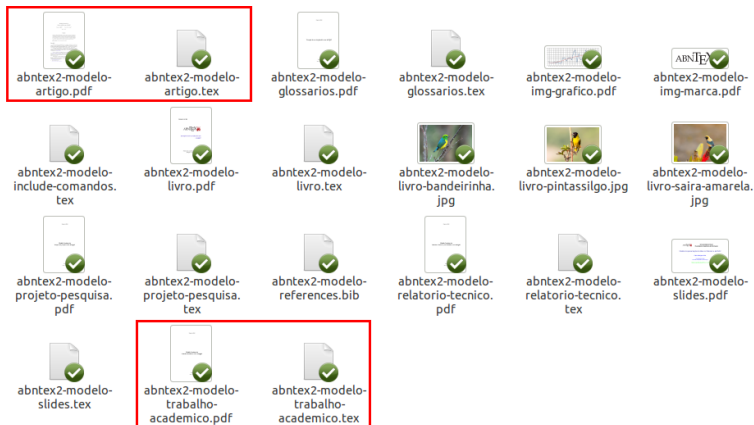 abntex2-modelo-
artigo.pdf
abntex2-modelo-
artigo.tex
abntex2-modelo-
glossarios.pdf
abntex2-modelo-
glossarios.tex
abntex2-modelo-
img-grafico.pdf
ABNTEX
abntex2-modelo-
img-marca.pdf
abntex2-modelo-
include-comandos.
tex
abntex2-modelo-
livro.pdf
abntex2-modelo-
livro.tex
abntex2-modelo-
livro-bandeirinha.
jpg
abntex2-modelo-
livro-pintassilgo.jpg
abntex2-modelo-
livro-saira-amarela.
jpg
abntex2-modelo-
projeto-pesquisa.
pdf
abntex2-modelo-
projeto-pesquisa.
tex
abntex2-modelo-
references.bib
abntex2-modelo-
relatorio-tecnico.
pdf
abntex2-modelo-
relatorio-tecnico.
tex
abntex2-modelo-
slides.pdf
abntex2-modelo-
slides.tex
abntex2-modelo-
trabalho-
academico.pdf
abntex2-modelo-
trabalho-
academico.tex